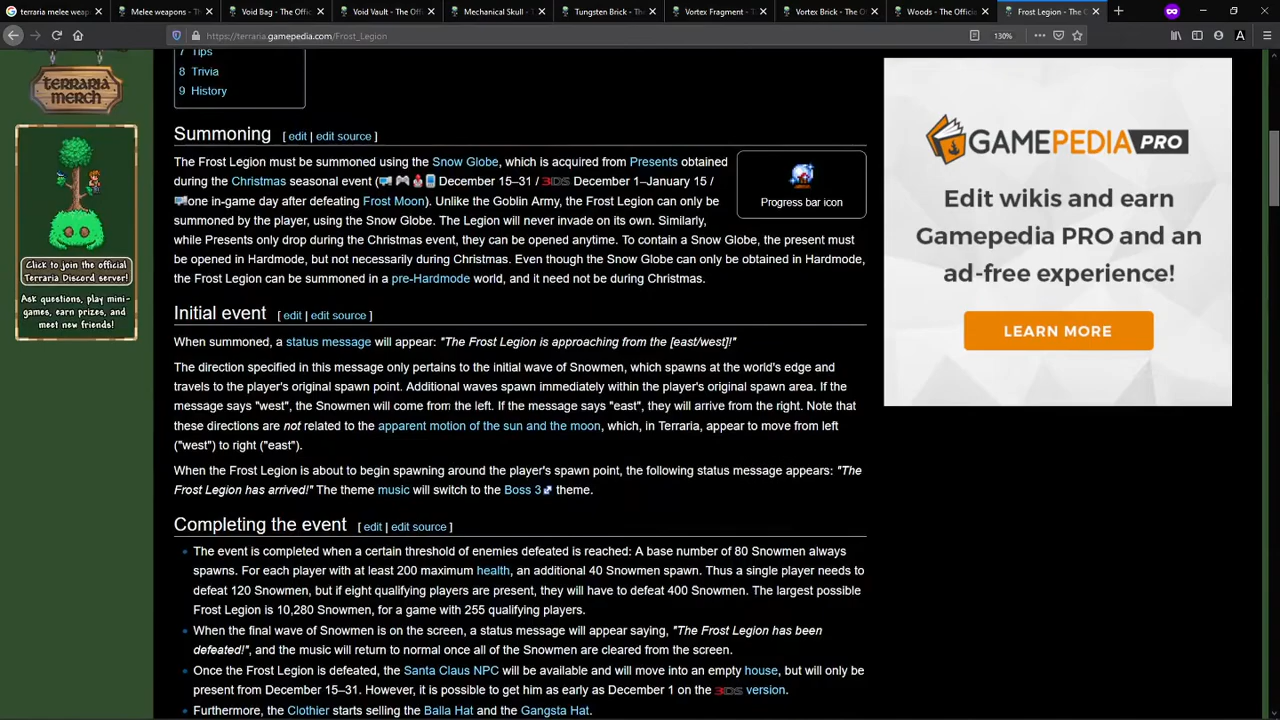 terraria melee weap
Melee weapons - Th
Void Bag - The Offici
Void Vault - The Off
Mechanical Skull - T
Tungsten Brick - The
Vortex Fragment - T
Vortex Brick - The O
Woods - The Officia
Frost Legion - The O
https://terraria.gamepedia.com/Frost_Legion
130%
A
TERRARIA
MERCH
Click to join the official
Terraria Discord server!
Ask questions, play mini-
games, earn prizes, and
meet new friends!
7 Tips
8 Trivia
9 History
Summoning [ edit | edit source ]
The Frost Legion must be summoned using the Snow Globe, which is acquired from Presents obtained
during the Christmas seasonal event ( December 15–31 / 3DS December 1–January 15 /
one in-game day after defeating Frost Moon). Unlike the Goblin Army, the Frost Legion can only be
summoned by the player, using the Snow Globe. The Legion will never invade on its own. Similarly,
while Presents only drop during the Christmas event, they can be opened anytime. To contain a Snow Globe, the present must
be opened in Hardmode, but not necessarily during Christmas. Even though the Snow Globe can only be obtained in Hardmode,
the Frost Legion can be summoned in a pre-Hardmode world, and it need not be during Christmas.
Progress bar icon
Initial event [ edit | edit source ]
When summoned, a status message will appear: "The Frost Legion is approaching from the [east/west]!"
The direction specified in this message only pertains to the initial wave of Snowmen, which spawns at the world's edge and
travels to the player's original spawn point. Additional waves spawn immediately within the player's original spawn area. If the
message says "west", the Snowmen will come from the left. If the message says "east", they will arrive from the right. Note that
these directions are not related to the apparent motion of the sun and the moon, which, in Terraria, appear to move from left
("west") to right ("east").
When the Frost Legion is about to begin spawning around the player's spawn point, the following status message appears: "The
Frost Legion has arrived!" The theme music will switch to the Boss 3 theme.
Completing the event [ edit | edit source ]
The event is completed when a certain threshold of enemies defeated is reached: A base number of 80 Snowmen always
spawns. For each player with at least 200 maximum health, an additional 40 Snowmen spawn. Thus a single player needs to
defeat 120 Snowmen, but if eight qualifying players are present, they will have to defeat 400 Snowmen. The largest possible
Frost Legion is 10,280 Snowmen, for a game with 255 qualifying players.
When the final wave of Snowmen is on the screen, a status message will appear saying, "The Frost Legion has been
defeated!", and the music will return to normal once all of the Snowmen are cleared from the screen.
Once the Frost Legion is defeated, the Santa Claus NPC will be available and will move into an empty house, but will only be
present from December 15–31. However, it is possible to get him as early as December 1 on the 3DS version.
Furthermore, the Clothier starts selling the Balla Hat and the Gangsta Hat.
GAMEPEDIA PRO
Edit wikis and earn
Gamepedia PRO and an
ad-free experience!
LEARN MORE